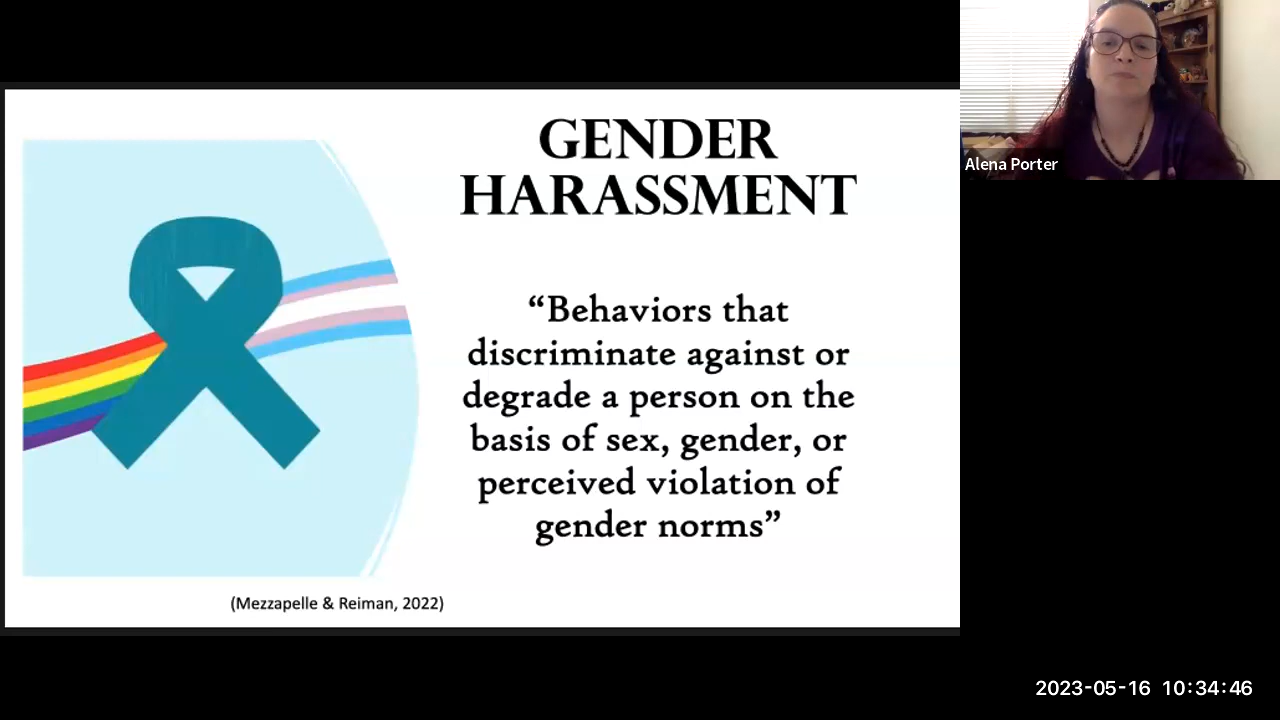 GENDER
HARASSMENT
“Behaviors that
discriminate against or
degrade a person on the
basis of sex, gender, or
perceived violation of
gender norms”
(Mezzapelle & Reiman, 2022)
Alena Porter
2023-05-16 10:34:46